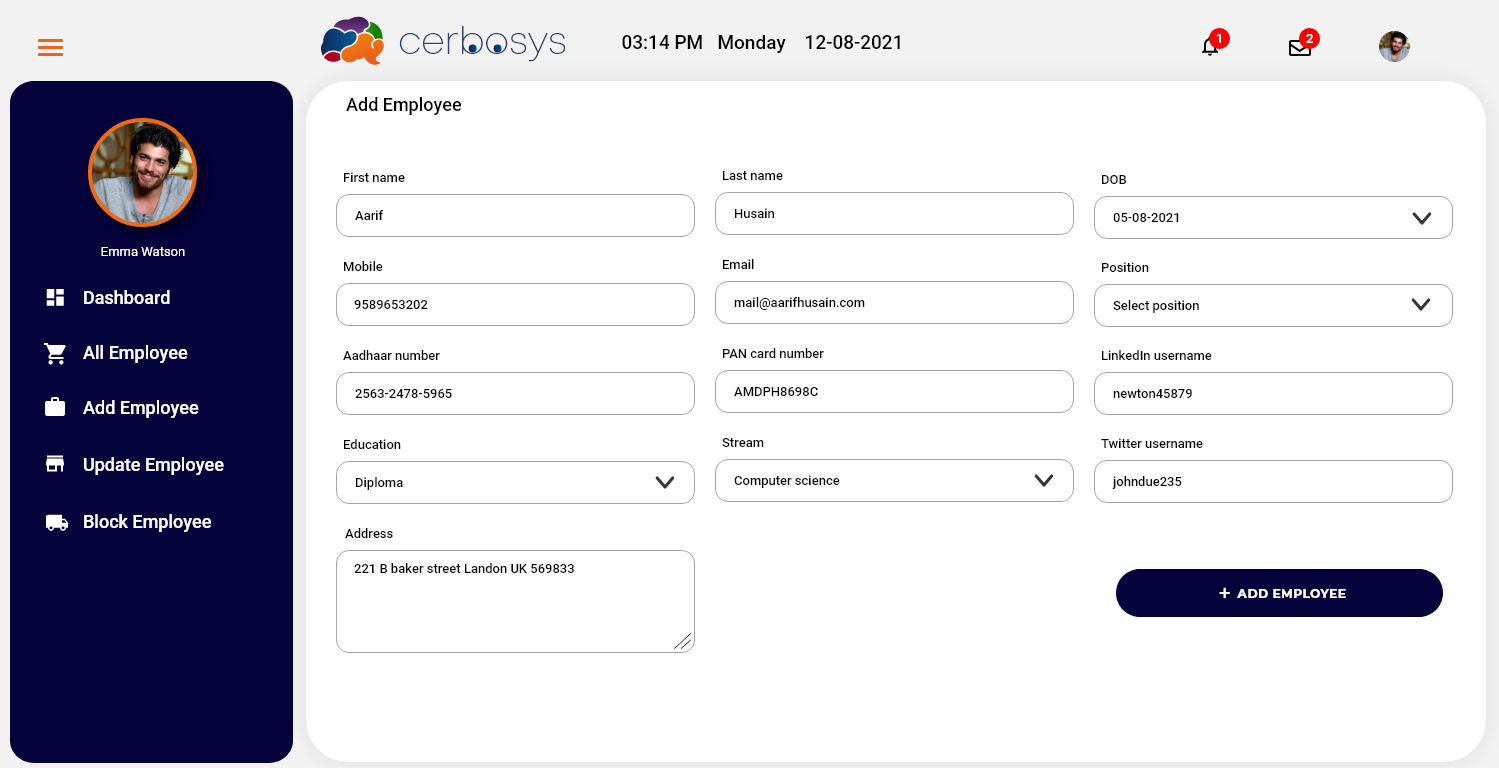 cerbosys
03:14 PM Monday 12-08-2021
1
2
Emma Watson
Dashboard
All Employee
Add Employee
Update Employee
Block Employee
Add Employee
First name
Aarif
Last name
Husain
DOB
05-08-2021
Mobile
9589653202
Email
mail@aarifhusain.com
Position
Select position
Aadhaar number
2563-2478-5965
PAN card number
AMDPH8698C
LinkedIn username
newton45879
Education
Diploma
Stream
Computer science
Twitter username
johndue235
Address
221 B baker street Landon UK 569833
+ ADD EMPLOYEE